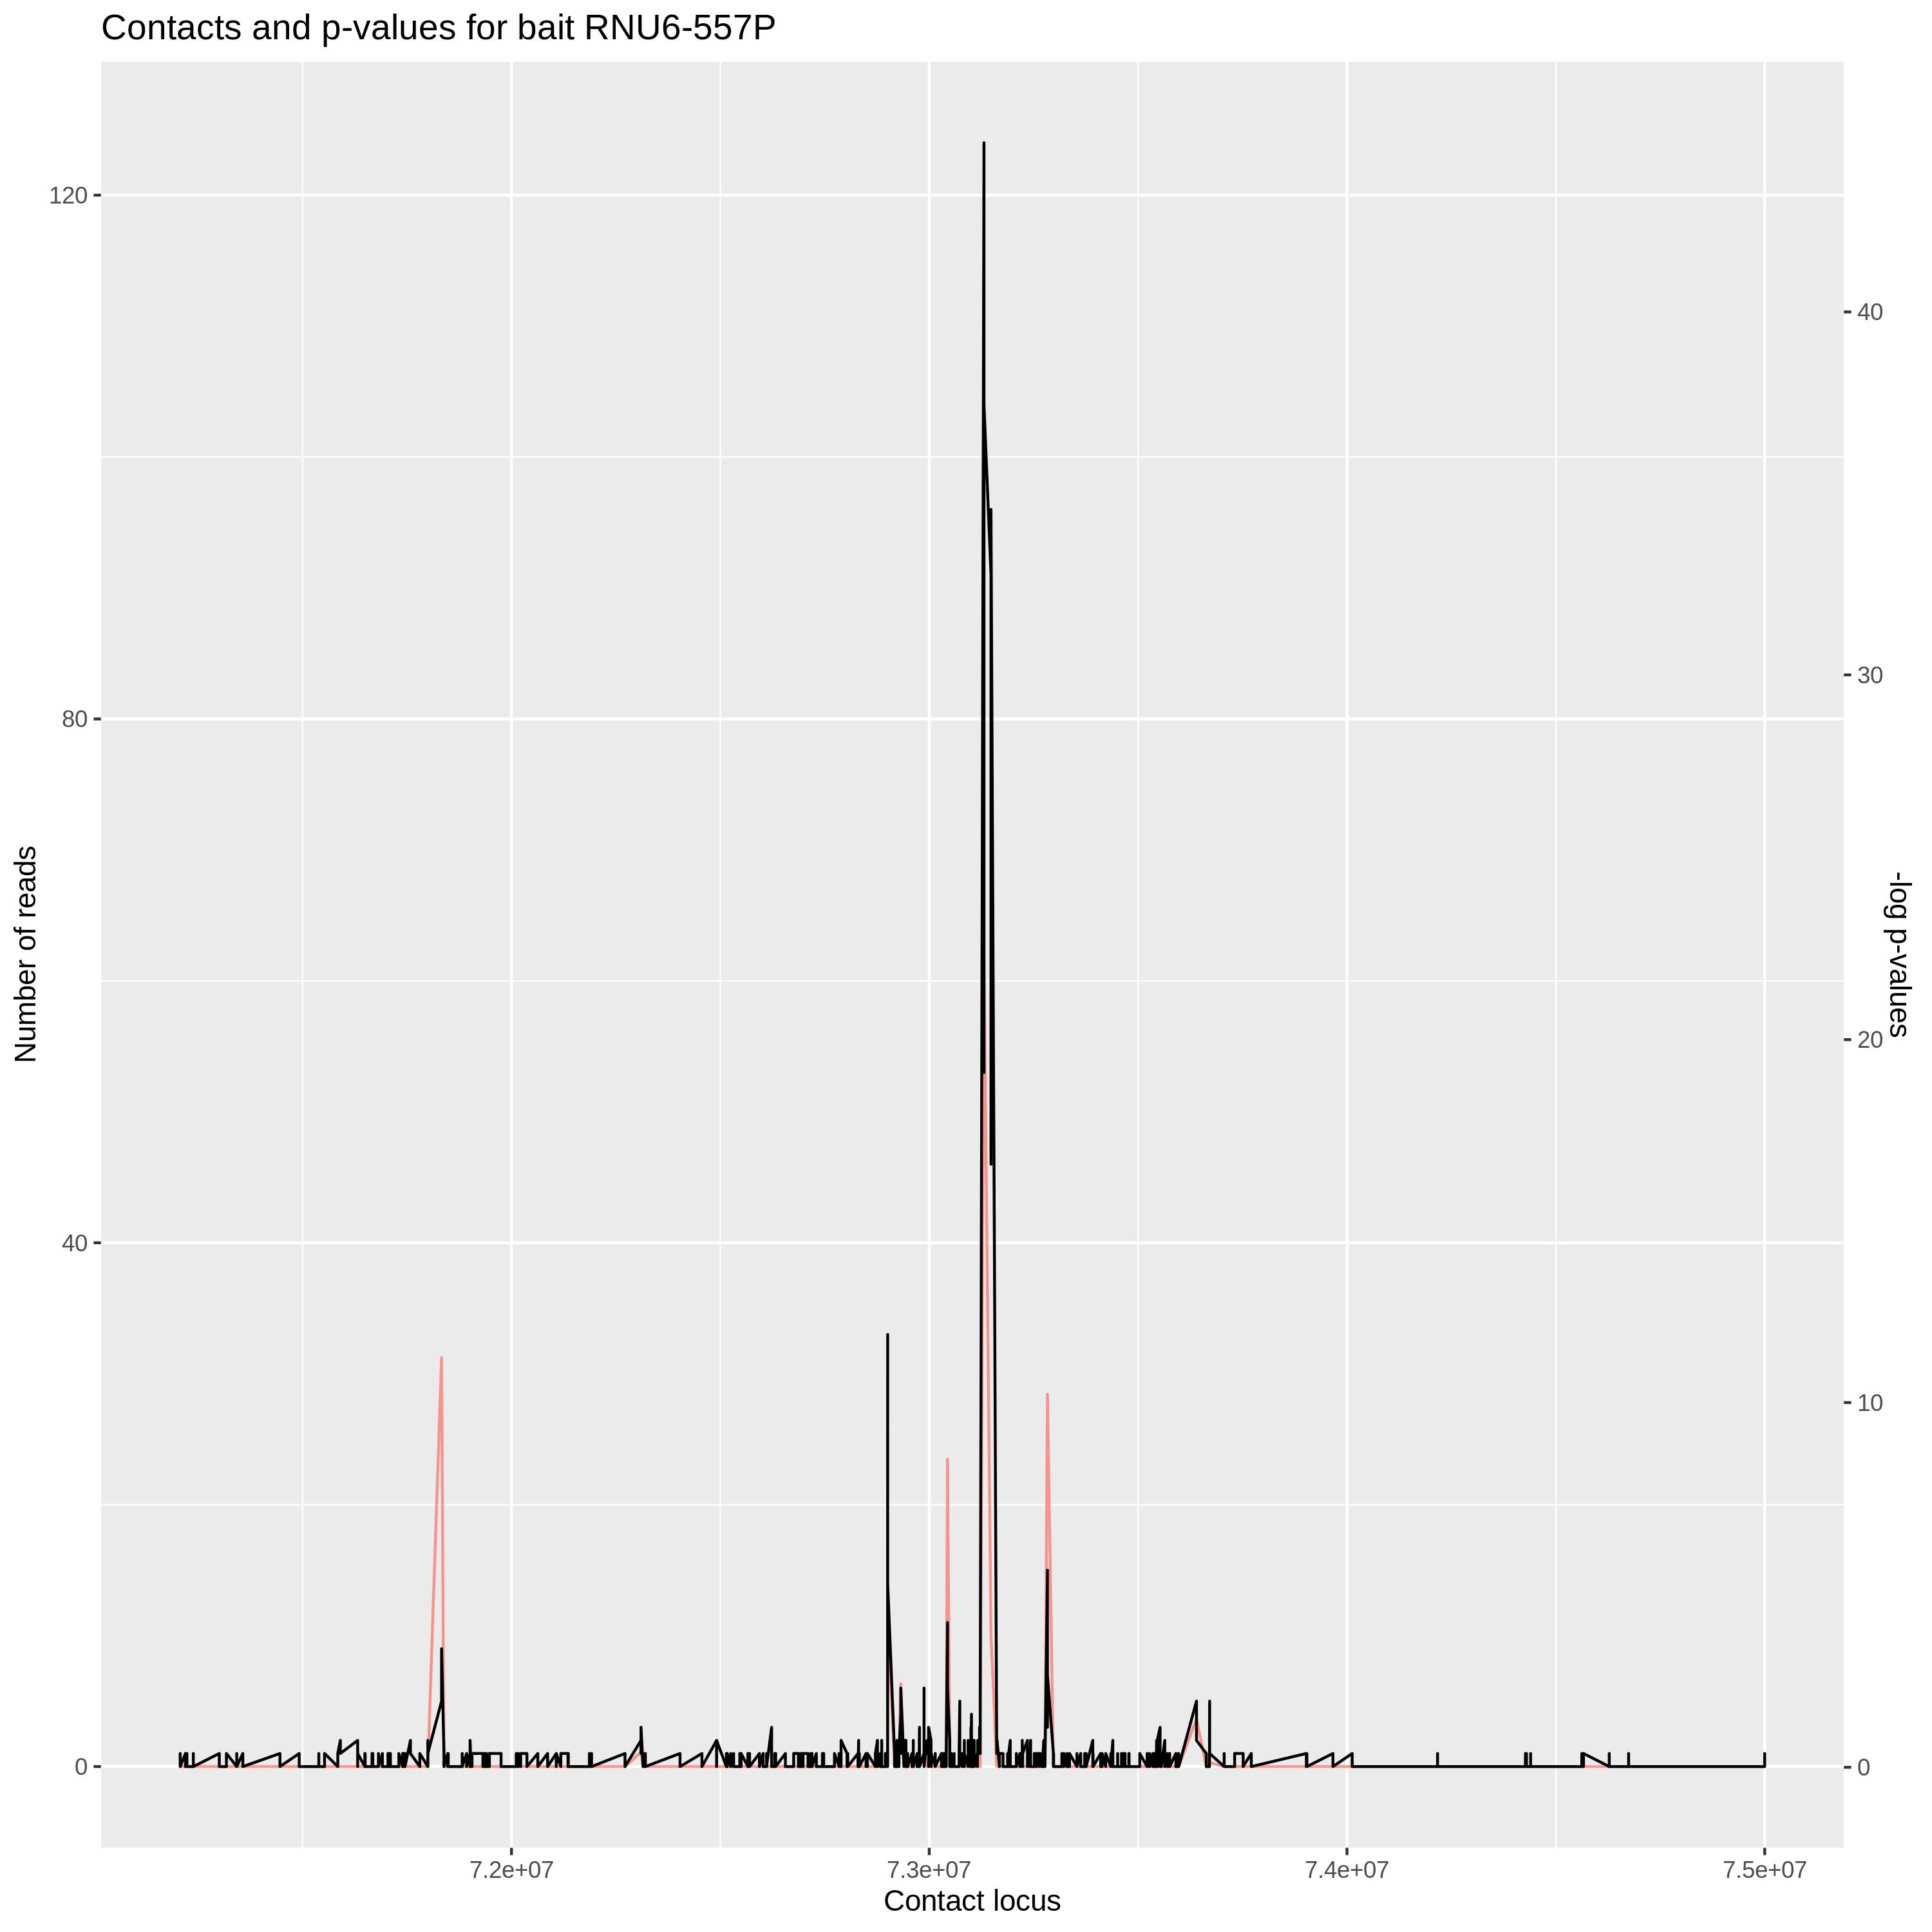 Contacts and p-values for bait RNU6-557P
120
80
40
0
Number of reads
40
30
20
10
0
-log p-values
7.2e+07
7.3e+07
7.4e+07
7.5e+07
Contact locus